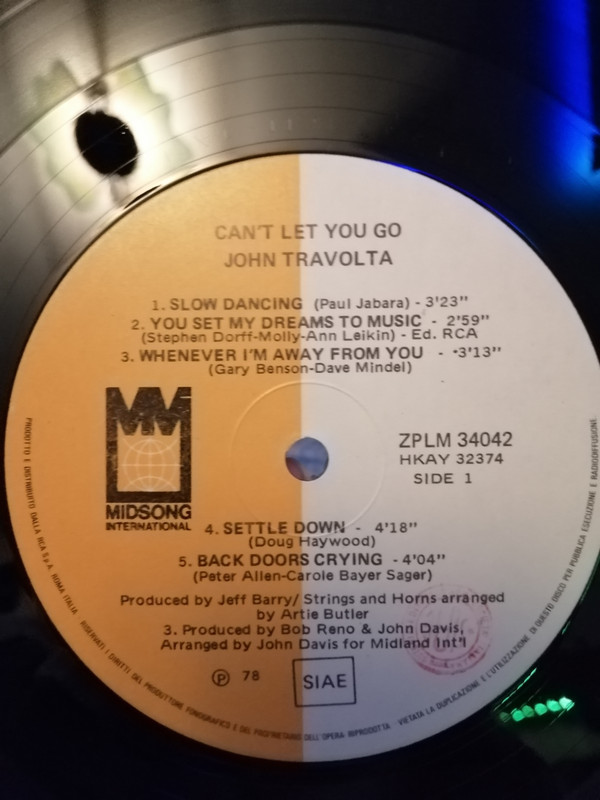 CAN'T LET YOU GO
JOHN TRAVOLTA
1. SLOW DANCING (Paul Jabara) - 3'23"
2. YOU SET MY DREAMS TO MUSIC - 2'59"
(Stephen Dorff-Molly-Ann Leikin) - Ed. RCA
3. WHENEVER I'M AWAY FROM YOU - 3'13"
(Gary Benson-Dave Mindel)
MIDSONG
INTERNATIONAL
ZPLM 34042
HKAY 32374
SIDE 1
4. SETTLE DOWN - 4'18"
(Doug Haywood)
5. BACK DOORS CRYING - 4'04"
(Peter Allen-Carole Bayer Sager)
Produced by Jeff Barry/ Strings and Horns arranged
by Artie Butler
3. Produced by Bob Reno & John Davis,
Arranged by John Davis for Midland Int'l
Ⓟ 78
SIAE
PRODOTTO E DISTRIBUITO DALLA RCA S.p.A. ROMA, ITALIA - RISERVATI I DIRITTI DEL PRODUTTORE FONOGRAFICO E DEL PROPRIETARIO DELL'OPERA RIPRODOTTA - VIETATA LA DUPLICAZIONE E L'UTILIZZAZIONE DI QUESTO DISCO PER PUBBLICA ESECUZIONE E RADIODIFFUSIONE.